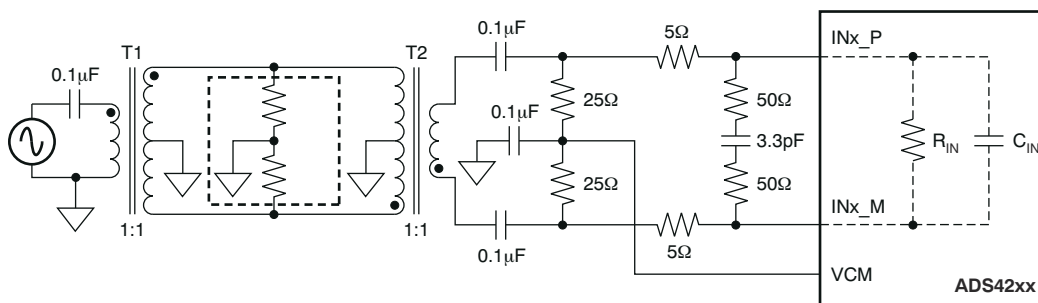 T1
T2
0.1μF
0.1μF
5Ω
INx_P
25Ω
50Ω
0.1μF
3.3pF
R_IN
C_IN
25Ω
50Ω
1:1
1:1
0.1μF
5Ω
INx_M
VCM
ADS42xx